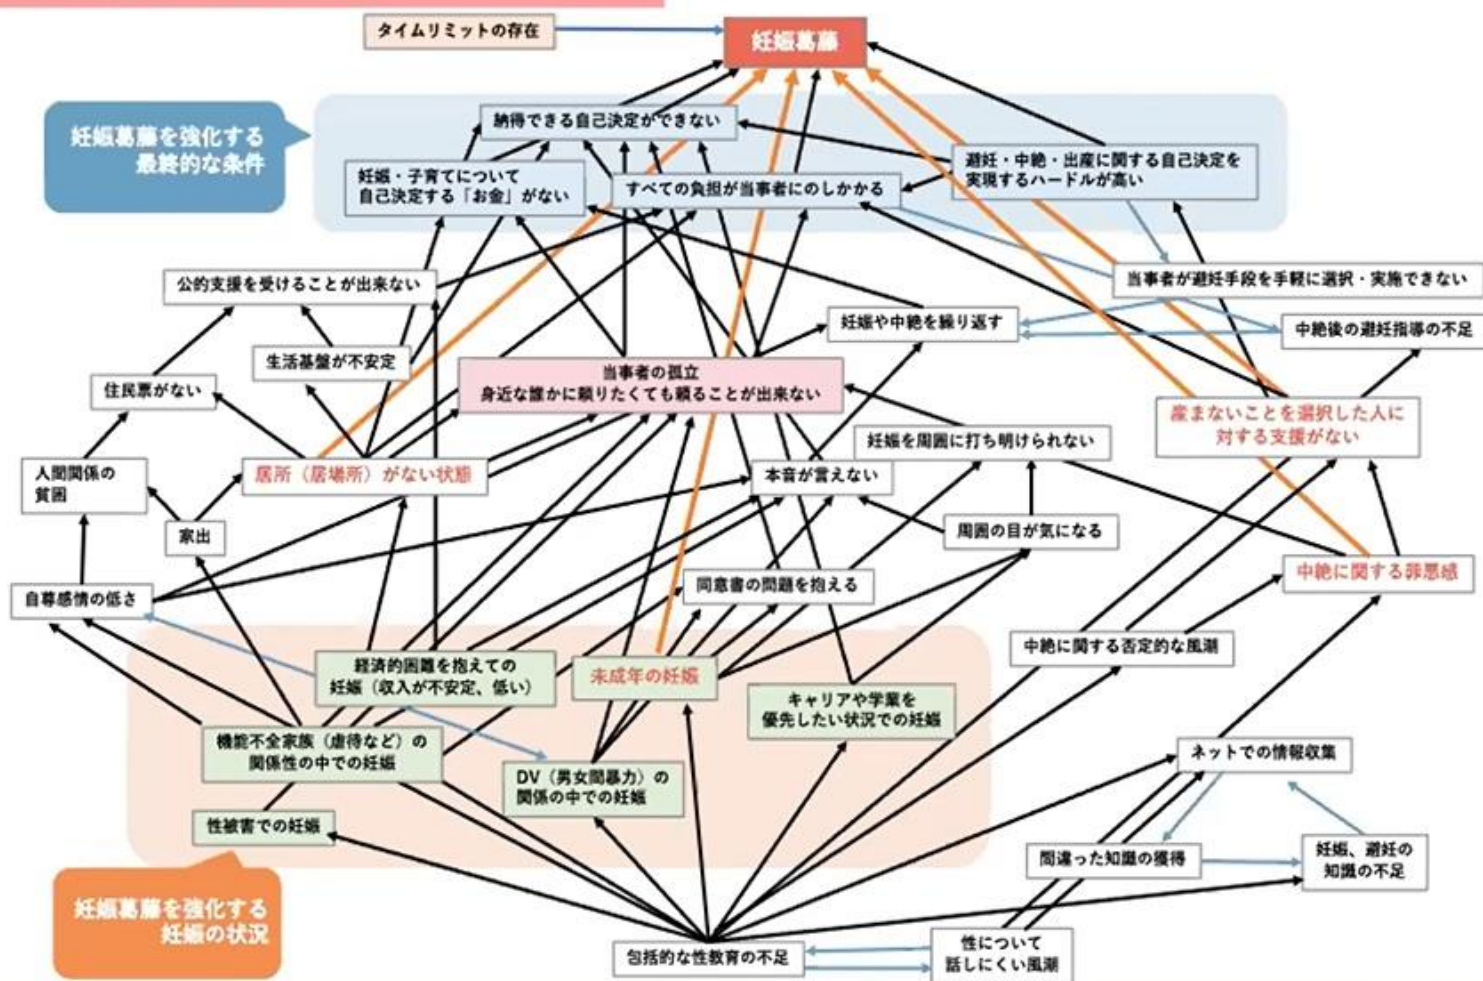 タイムリミットの存在
妊娠葛藤
妊娠葛藤を強化する
最終的な条件
納得できる自己決定ができない
妊娠・子育てについて
自己決定する「お金」がない
すべての負担が当事者にのしかかる
避妊・中絶・出産に関する自己決定を
実現するハードルが高い
公的支援を受けることが出来ない
当事者が避妊手段を手軽に選択・実施できない
妊娠や中絶を繰り返す
中絶後の避妊指導の不足
生活基盤が不安定
住民票がない
当事者の孤立
身近な誰かに頼りたくても頼ることが出来ない
産まないことを選択した人に
対する支援がない
妊娠を周囲に打ち明けられない
人間関係の
貧困
居所（居場所）がない状態
本音が言えない
家出
周囲の目が気になる
自尊感情の低さ
同意書の問題を抱える
中絶に関する罪悪感
経済的困難を抱えての
妊娠（収入が不安定、低い）
未成年の妊娠
中絶に関する否定的な風潮
キャリアや学業を
優先したい状況での妊娠
機能不全家族（虐待など）の
関係性の中での妊娠
DV（男女間暴力）の
関係の中での妊娠
ネットでの情報収集
性被害での妊娠
間違った知識の獲得
妊娠、避妊の
知識の不足
妊娠葛藤を強化する
妊娠の状況
包括的な性教育の不足
性について
話しにくい風潮